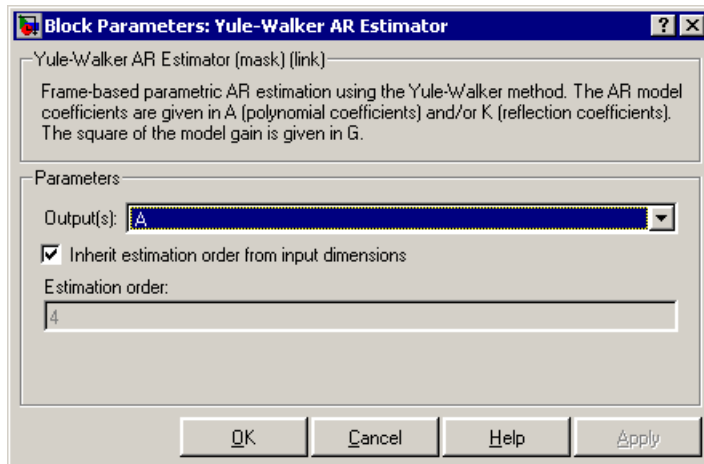 Block Parameters: Yule-Walker AR Estimator
Yule-Walker AR Estimator (mask) (link)
Frame-based parametric AR estimation using the Yule-Walker method. The AR model
coefficients are given in A (polynomial coefficients) and/or K (reflection coefficients).
The square of the model gain is given in G.
Parameters
Output(s): A
Inherit estimation order from input dimensions
Estimation order:
4
OK Cancel Help Apply